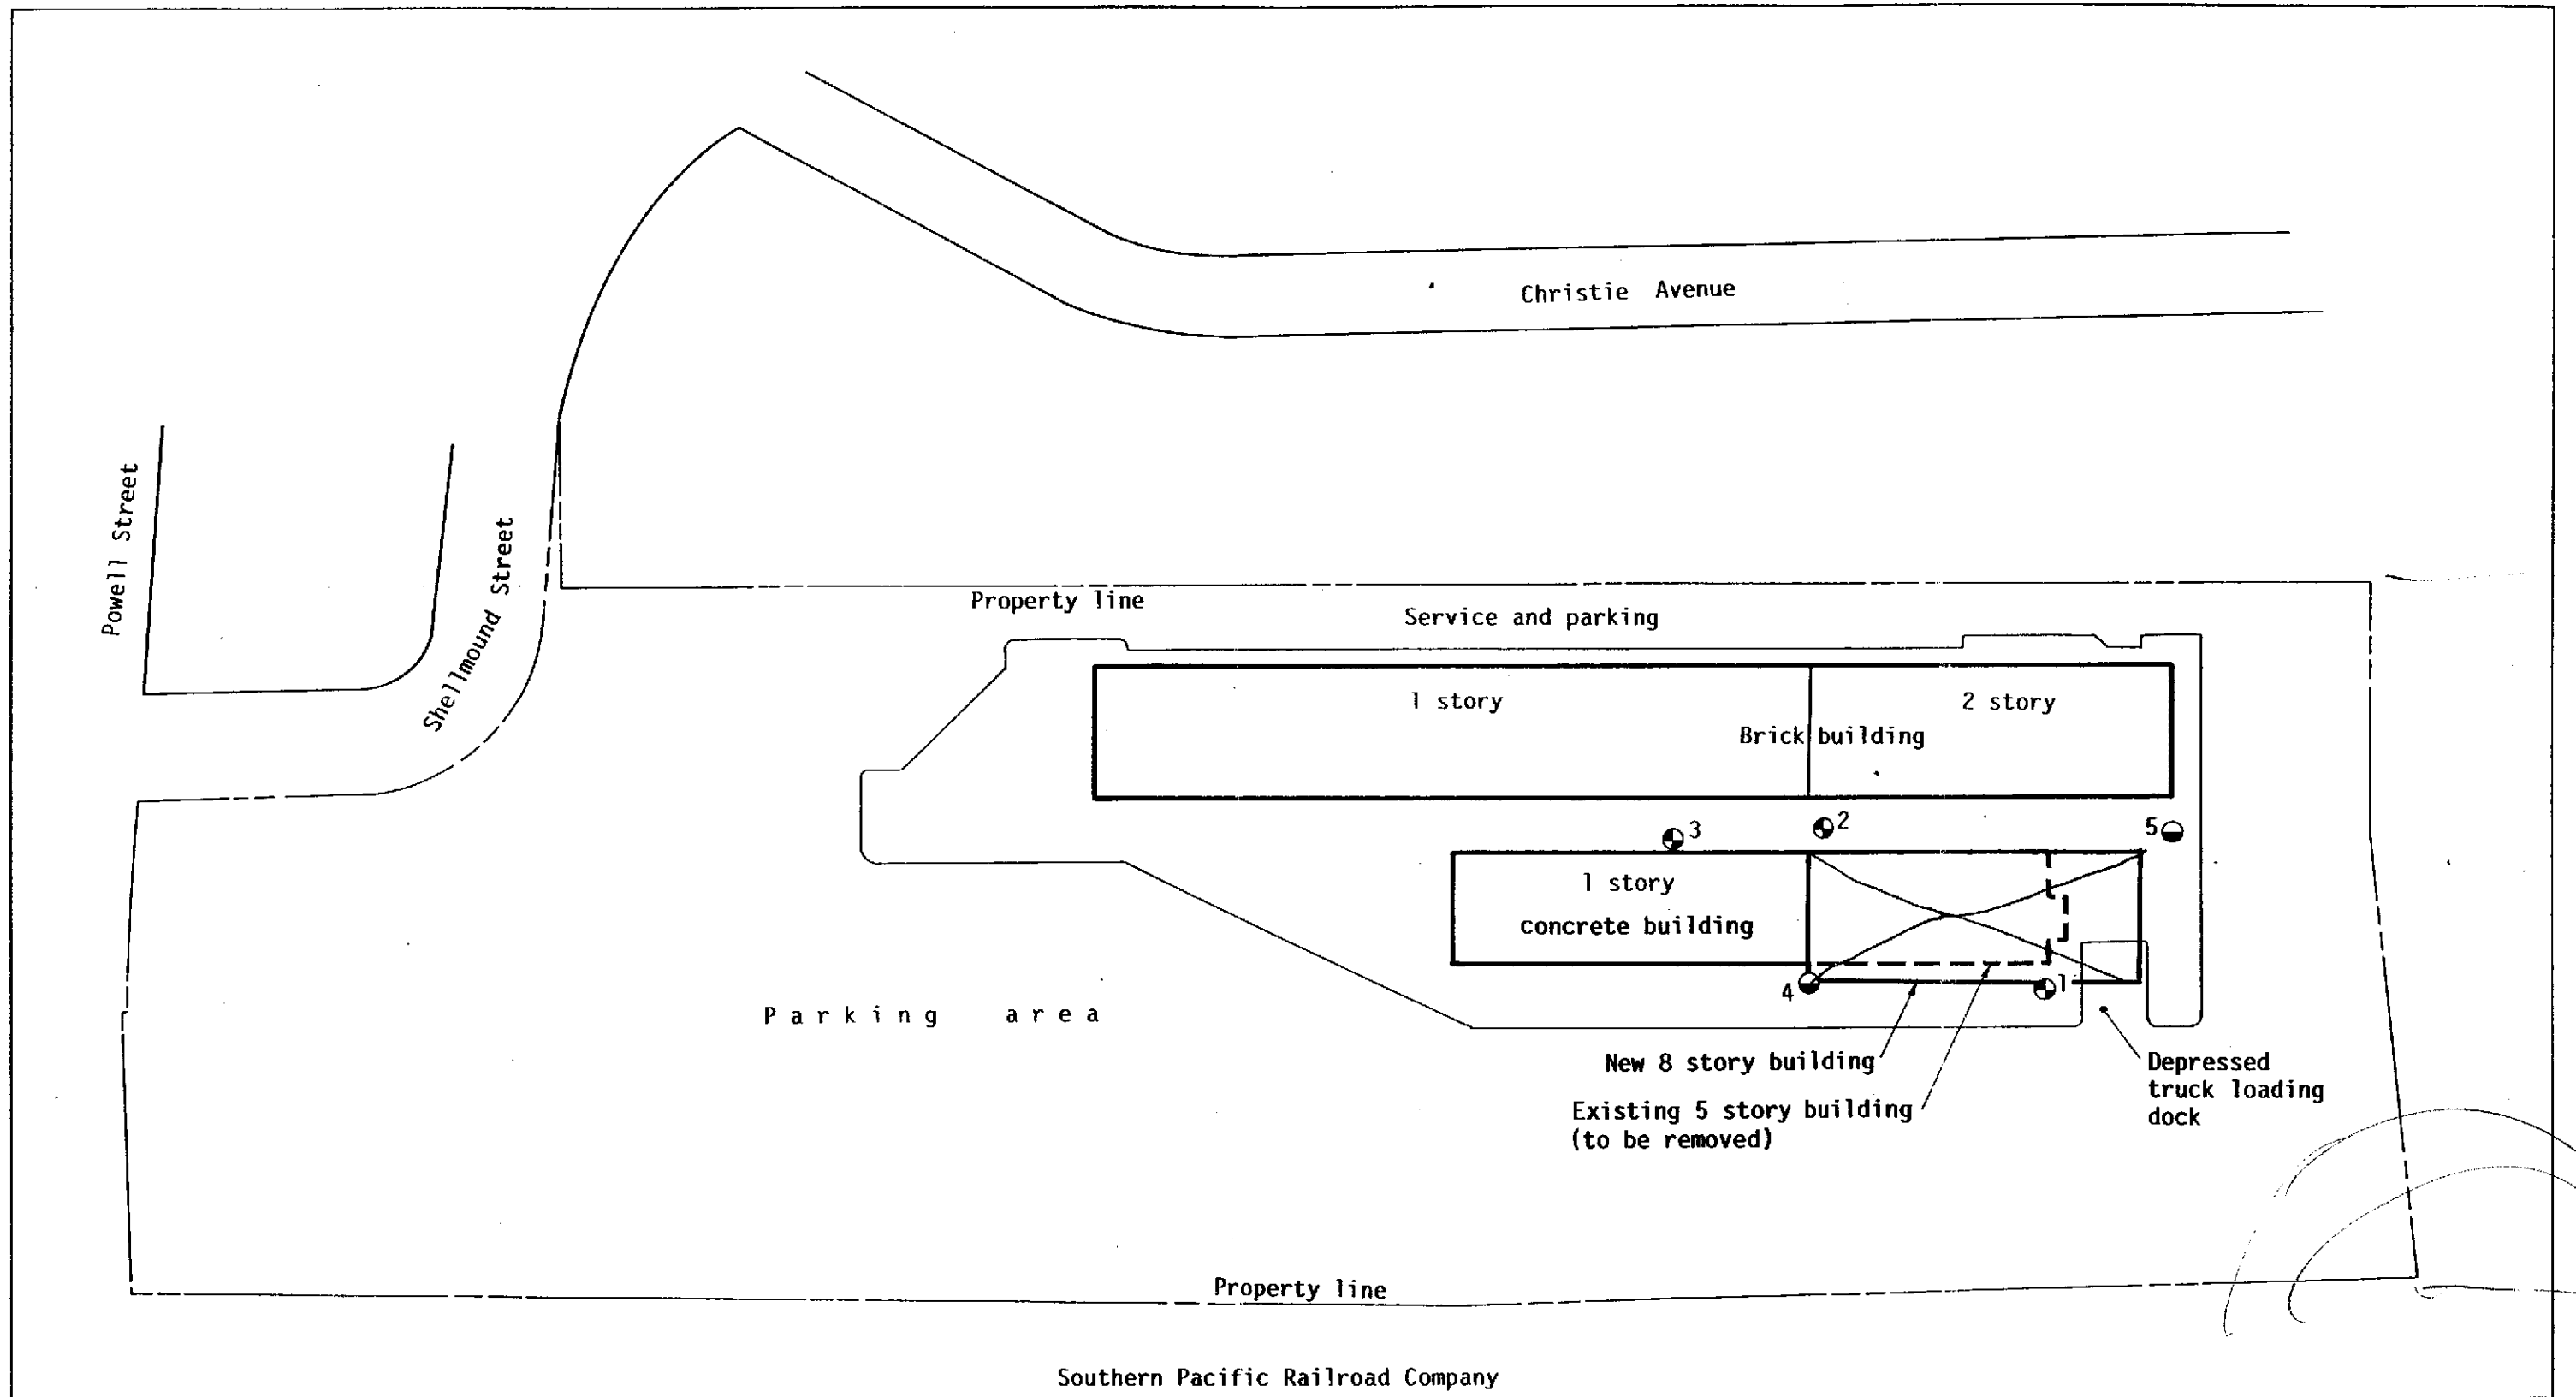 Christie Avenue
Powell Street
Shellmound Street
Property line
Service and parking
1 story
2 story
Brick building
3
2
5
1 story
concrete building
4
1
Parking area
New 8 story building
Existing 5 story building
(to be removed)
Depressed
truck loading
dock
Property line
Southern Pacific Railroad Company